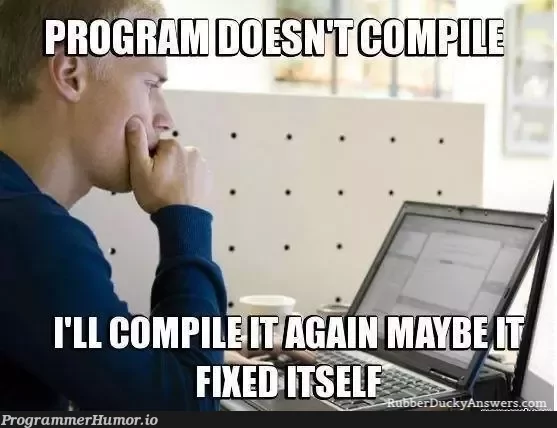 PROGRAM DOESN'T COMPILE
I'LL COMPILE IT AGAIN MAYBE IT
FIXED ITSELF
RubberDuckyAnswers.com
ProgrammerHumor.io